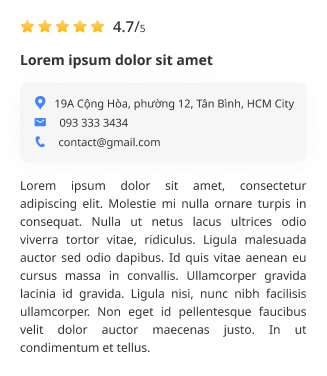 4.7/5
Lorem ipsum dolor sit amet
19A Cộng Hòa, phường 12, Tân Bình, HCM City
093 333 3434
contact@gmail.com
Lorem ipsum dolor sit amet, consectetur
adipiscing elit. Molestie mi nulla ornare turpis in
consequat. Nulla ut netus lacus ultrices odio
viverra tortor vitae, ridiculus. Ligula malesuada
auctor sed odio dapibus. Id quis vitae aenean eu
cursus massa in convallis. Ullamcorper gravida
lacinia id gravida. Ligula nisi, nunc nibh facilisis
ullamcorper. Non eget id pellentesque faucibus
velit dolor auctor maecenas justo. In ut
condimentum et tellus.